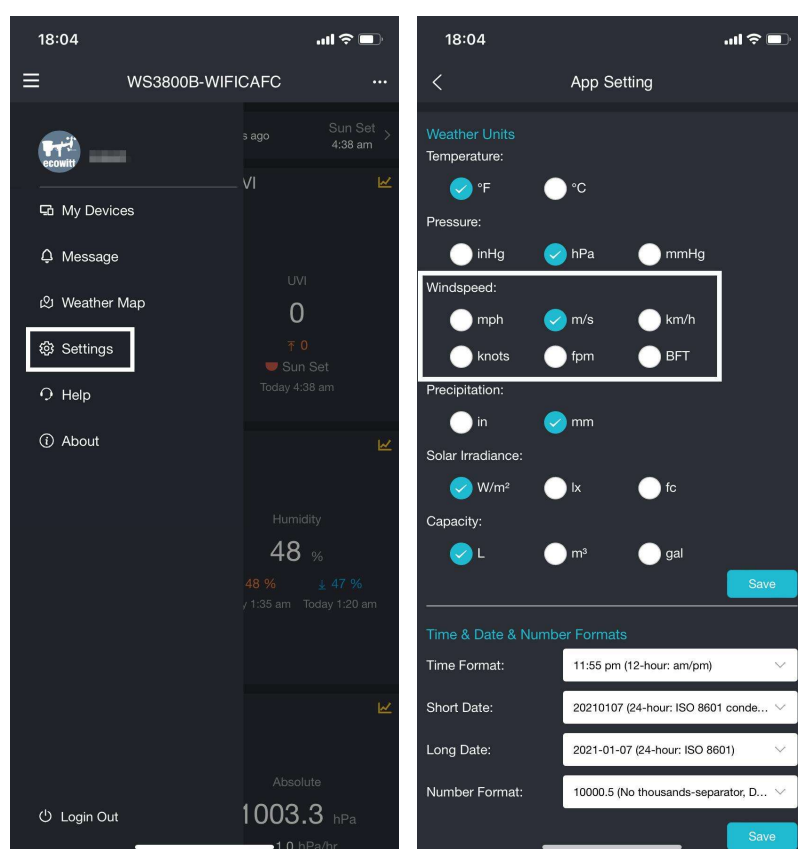 18:04
WS3800B-WIFICAFC
s ago
Sun Set
4:38 am
ecowitt
VI
My Devices
Message
Weather Map
Settings
Help
About
UVI
0
0
Sun Set
Today 4:38 am
Humidity
48 %
48 % 47 %
y 1:35 am Today 1:20 am
Absolute
1003.3 hPa
1.0 hPa/hr
Login Out
18:04
App Setting
Weather Units
Temperature:
°F °C
Pressure:
inHg hPa mmHg
Windspeed:
mph m/s km/h
knots fpm BFT
Precipitation:
in mm
Solar Irradiance:
W/m² lx fc
Capacity:
L m³ gal
Save
Time & Date & Number Formats
Time Format: 11:55 pm (12-hour: am/pm)
Short Date: 20210107 (24-hour: ISO 8601 conde...
Long Date: 2021-01-07 (24-hour: ISO 8601)
Number Format: 10000.5 (No thousands-separator, D...
Save